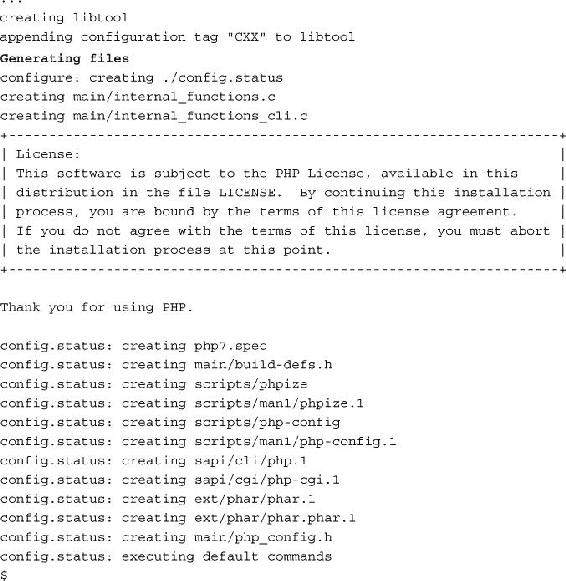 ...
creating libtool
appending configuration tag "CXX" to libtool
Generating files
configure: creating ./config.status
creating main/internal_functions.c
creating main/internal_functions_cli.c
+--------------------------------------------------------------------+
| License:                                                           |
| This software is subject to the PHP License, available in this     |
| distribution in the file LICENSE.  By continuing this installation |
| process, you are bound by the terms of this license agreement.     |
| If you do not agree with the terms of this license, you must abort |
| the installation process at this point.                            |
+--------------------------------------------------------------------+
Thank you for using PHP.
config.status: creating php7.spec
config.status: creating main/build-defs.h
config.status: creating scripts/phpize
config.status: creating scripts/man1/phpize.1
config.status: creating scripts/php-config
config.status: creating scripts/man1/php-config.1
config.status: creating sapi/cli/php.1
config.status: creating sapi/cgi/php-cgi.1
config.status: creating ext/phar/phar.1
config.status: creating ext/phar/phar.phar.1
config.status: creating main/php_config.h
config.status: executing default commands
$